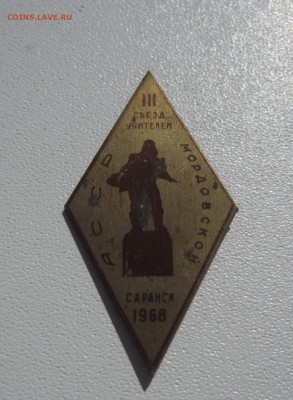 COINS.LAVE.RU
III
СЪЕЗД
УЧИТЕЛЕЙ
МОРДОВСКОЙ
АССР
САРАНСК
1968